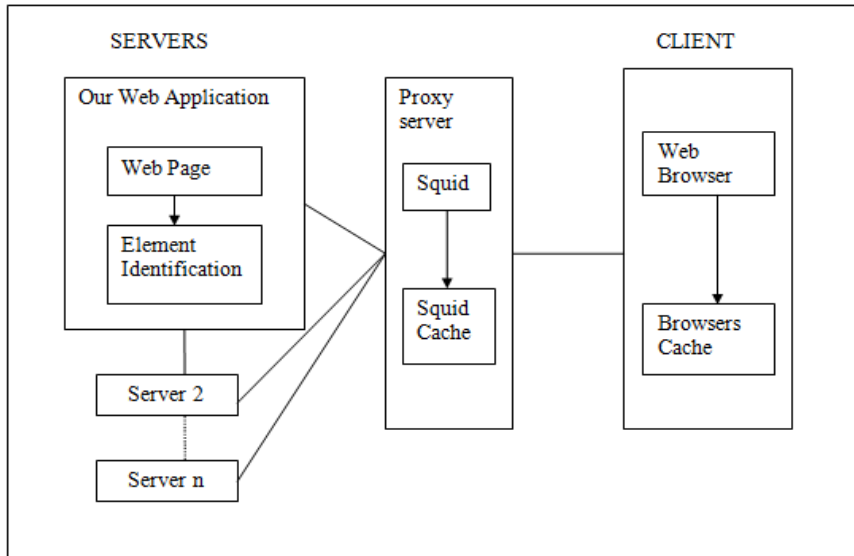 SERVERS
Our Web Application
Web Page
Element
Identification
Server 2
Server n
Proxy
server
Squid
Squid
Cache
CLIENT
Web
Browser
Browsers
Cache